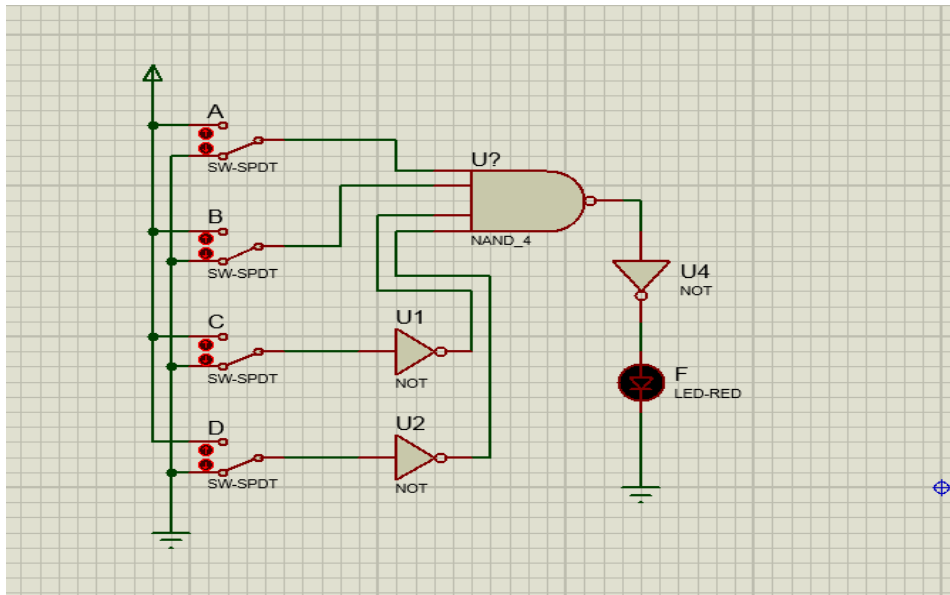 A
SW-SPDT
B
SW-SPDT
C
SW-SPDT
D
SW-SPDT
U?
NAND_4
U1
NOT
U2
NOT
U4
NOT
F
LED-RED